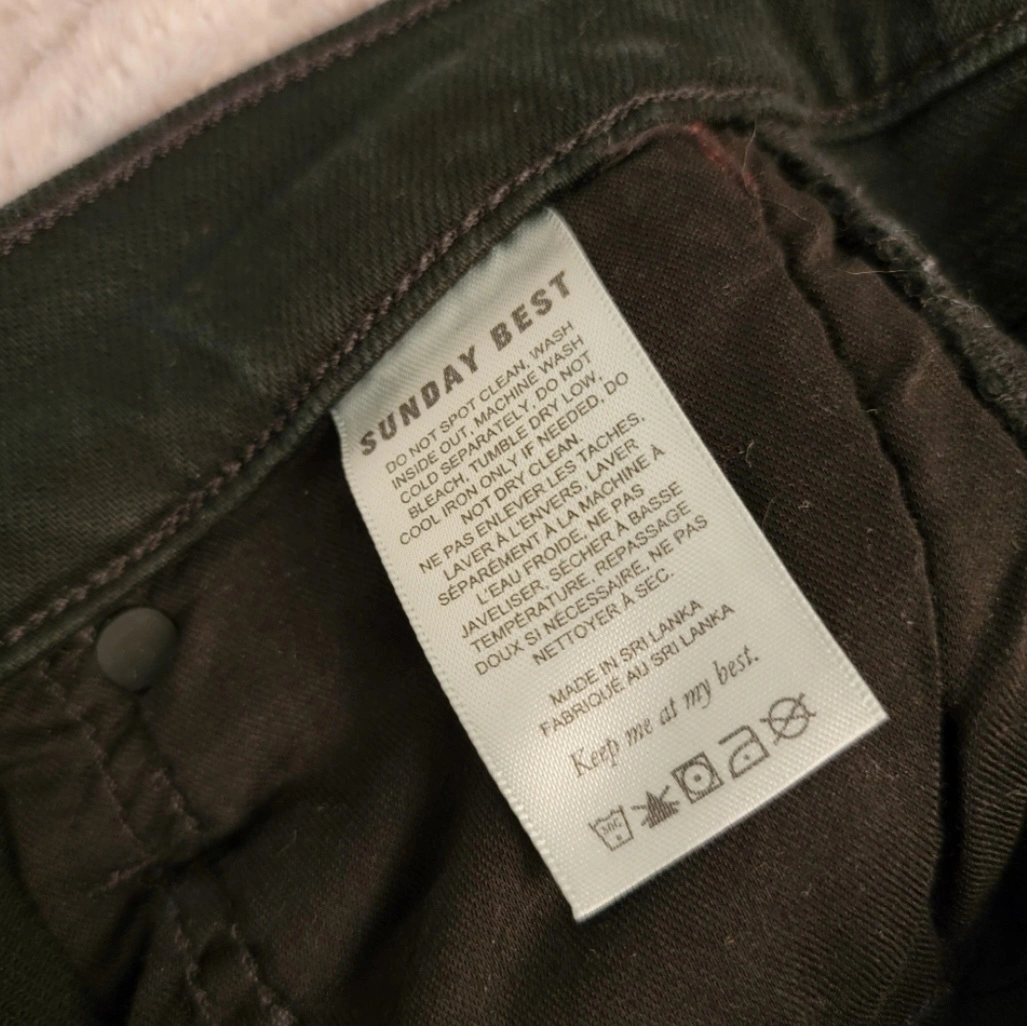 SUNDAY BEST
DO NOT SPOT CLEAN, WASH
INSIDE OUT, MACHINE WASH
COLD SEPARATELY, DO NOT
BLEACH, TUMBLE DRY LOW,
COOL IRON ONLY IF NEEDED, DO
NOT DRY CLEAN.
NE PAS ENLEVER LES TACHES,
LAVER À L'ENVERS, LAVER
SÉPARÉMENT À LA MACHINE À
L'EAU FROIDE, NE PAS
JAVELISER, SÉCHER À BASSE
TEMPÉRATURE, REPASSAGE
DOUX SI NÉCESSAIRE, NE PAS
NETTOYER À SEC.
MADE IN SRI LANKA
FABRIQUÉ AU SRI LANKA
Keep me at my best.
30C